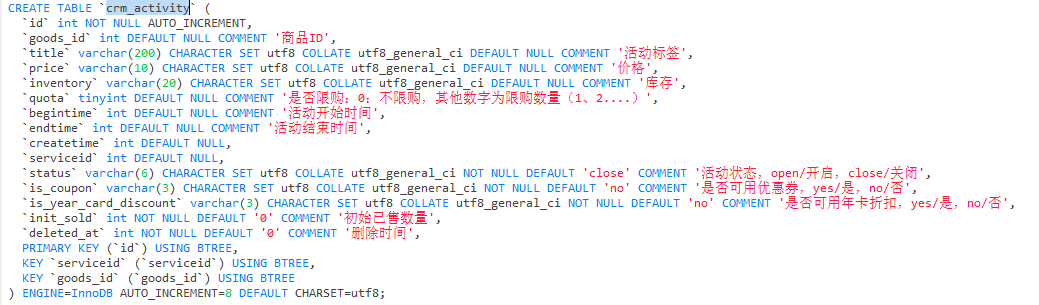 CREATE TABLE `crm_activity` (
`id` int NOT NULL AUTO_INCREMENT,
`goods_id` int DEFAULT NULL COMMENT '商品ID',
`title` varchar(200) CHARACTER SET utf8 COLLATE utf8_general_ci DEFAULT NULL COMMENT '活动标签',
`price` varchar(10) CHARACTER SET utf8 COLLATE utf8_general_ci DEFAULT NULL COMMENT '价格',
`inventory` varchar(20) CHARACTER SET utf8 COLLATE utf8_general_ci DEFAULT NULL COMMENT '库存',
`quota` tinyint DEFAULT NULL COMMENT '是否限购；0：不限购，其他数字为限购数量（1、2....）',
`begintime` int DEFAULT NULL COMMENT '活动开始时间',
`endtime` int DEFAULT NULL COMMENT '活动结束时间',
`createtime` int DEFAULT NULL,
`serviceid` int DEFAULT NULL,
`status` varchar(6) CHARACTER SET utf8 COLLATE utf8_general_ci NOT NULL DEFAULT 'close' COMMENT '活动状态，open/开启，close/关闭',
`is_coupon` varchar(3) CHARACTER SET utf8 COLLATE utf8_general_ci NOT NULL DEFAULT 'no' COMMENT '是否可用优惠券，yes/是，no/否',
`is_year_card_discount` varchar(3) CHARACTER SET utf8 COLLATE utf8_general_ci NOT NULL DEFAULT 'no' COMMENT '是否可用年卡折扣，yes/是，no/否',
`init_sold` int NOT NULL DEFAULT '0' COMMENT '初始已售数量',
`deleted_at` int NOT NULL DEFAULT '0' COMMENT '删除时间',
PRIMARY KEY (`id`) USING BTREE,
KEY `serviceid` (`serviceid`) USING BTREE,
KEY `goods_id` (`goods_id`) USING BTREE
) ENGINE=InnoDB AUTO_INCREMENT=8 DEFAULT CHARSET=utf8;